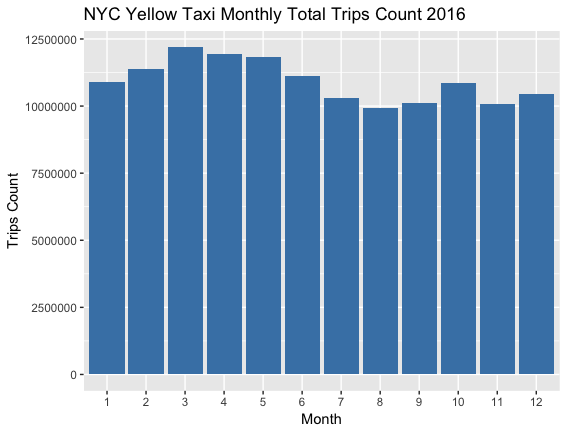 NYC Yellow Taxi Monthly Total Trips Count 2016
12500000
10000000
7500000
5000000
2500000
0
Trips Count
1 2 3 4 5 6 7 8 9 10 11 12
Month